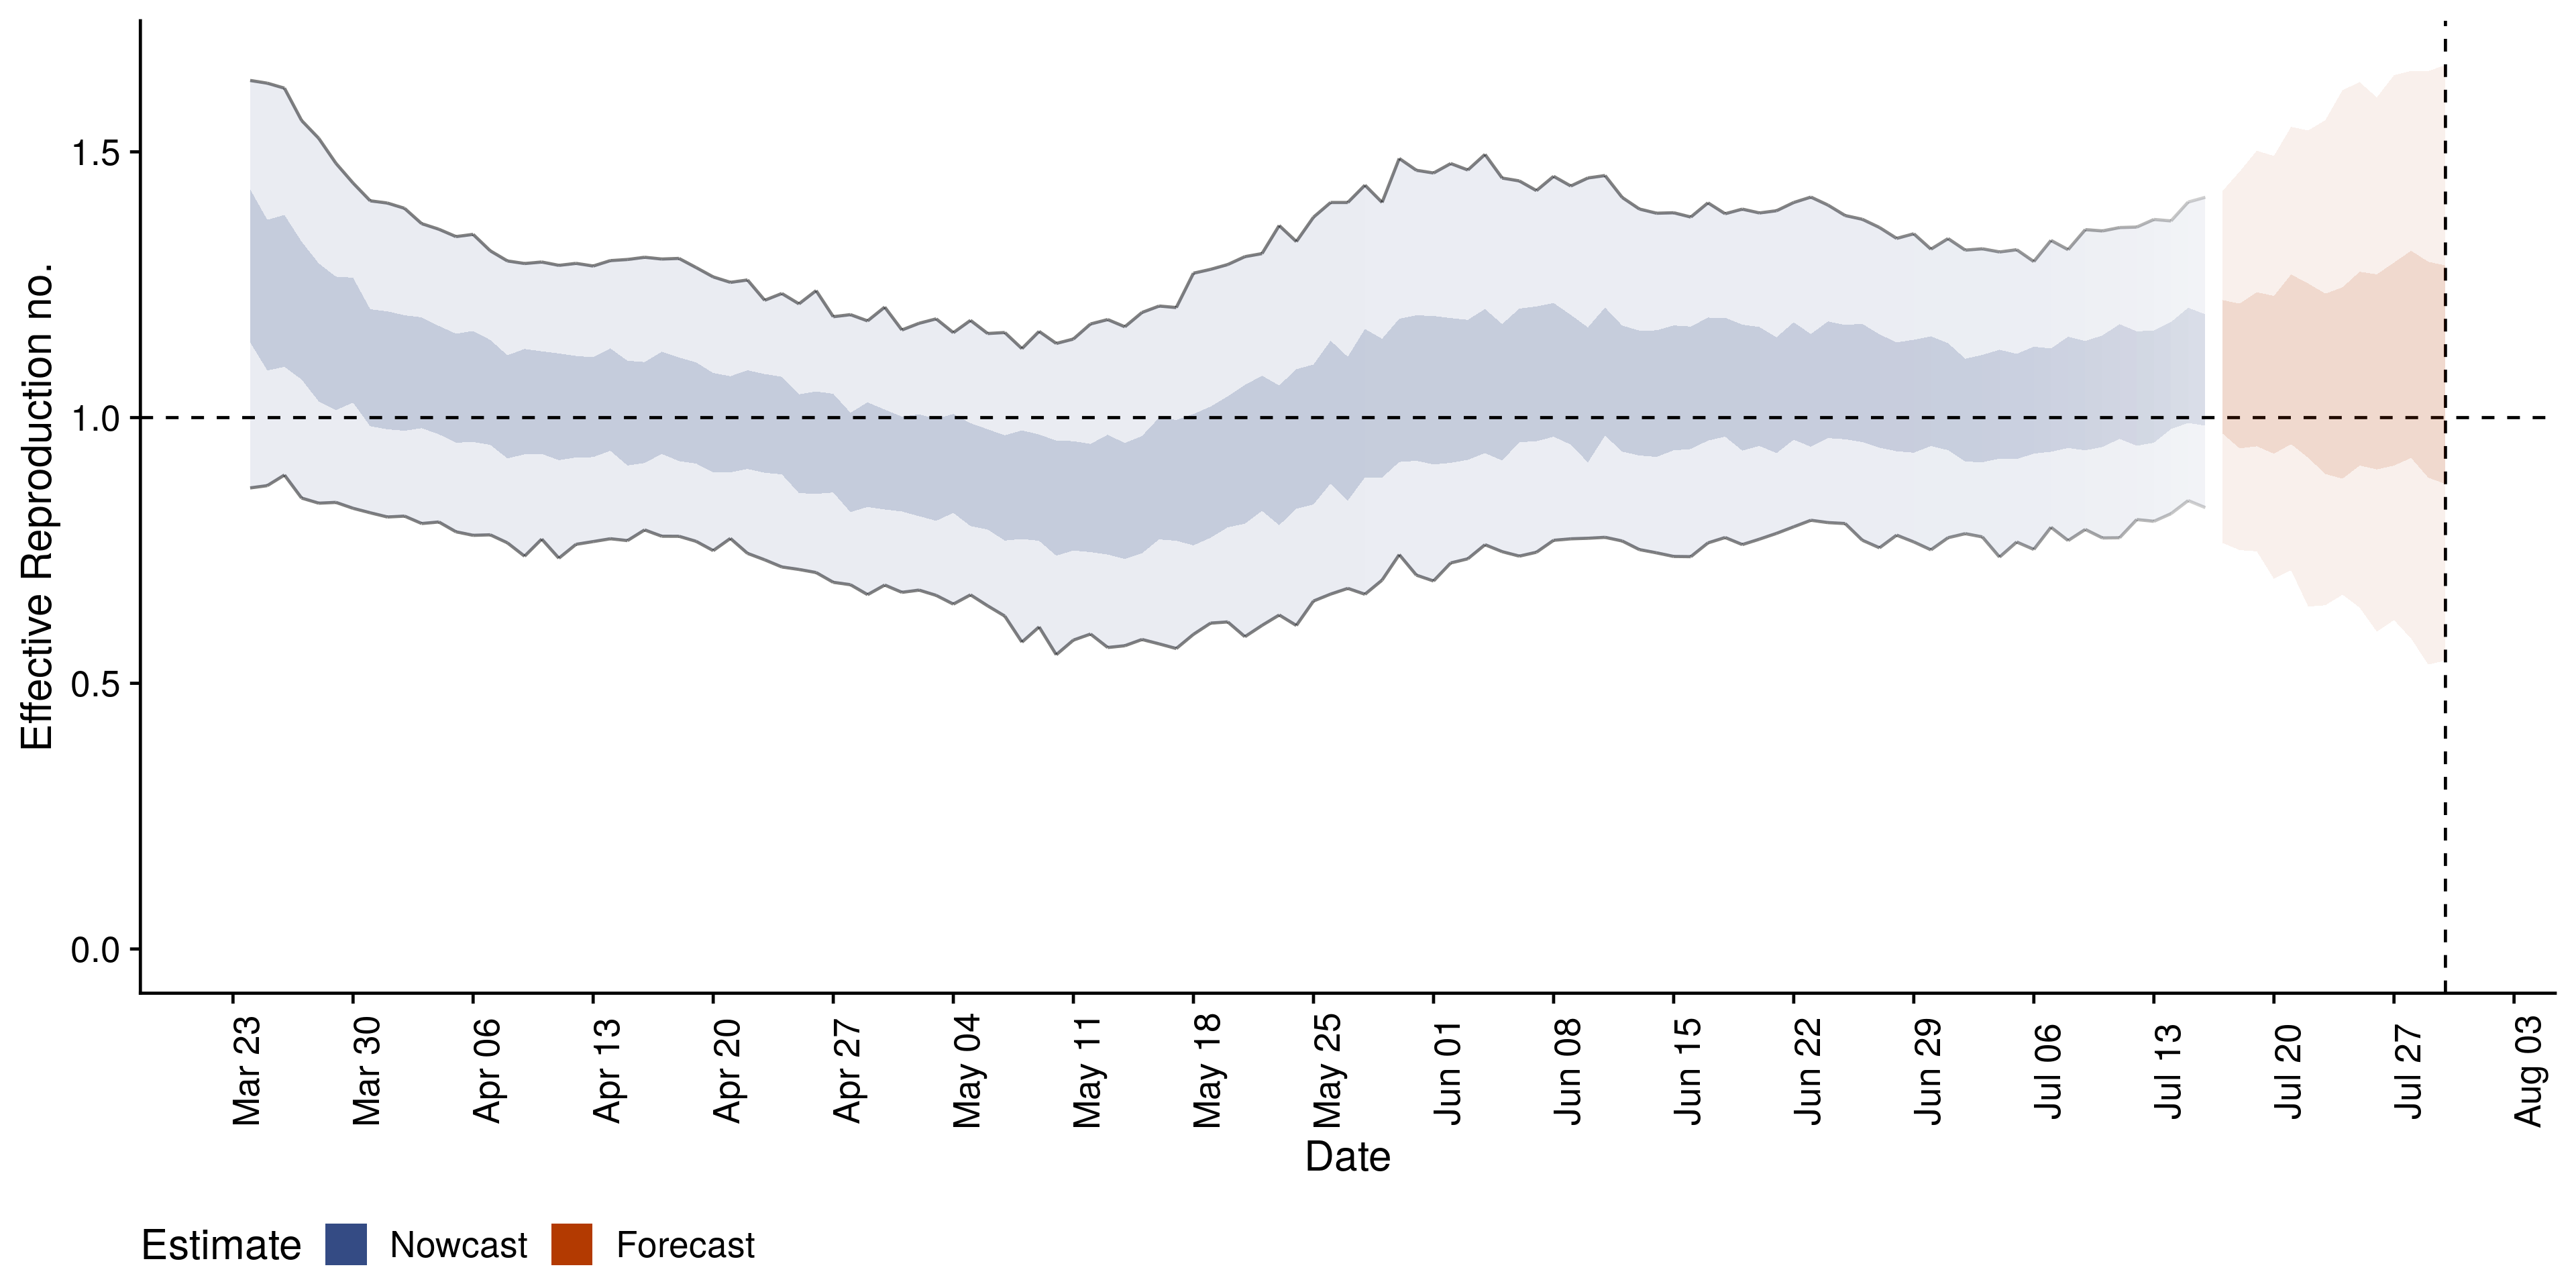 Effective Reproduction no.
1.5
1.0
0.5
0.0
Mar 23
Mar 30
Apr 06
Apr 13
Apr 20
Apr 27
May 04
May 11
May 18
May 25
Jun 01
Jun 08
Jun 15
Jun 22
Jun 29
Jul 06
Jul 13
Jul 20
Jul 27
Aug 03
Date
Estimate Nowcast Forecast